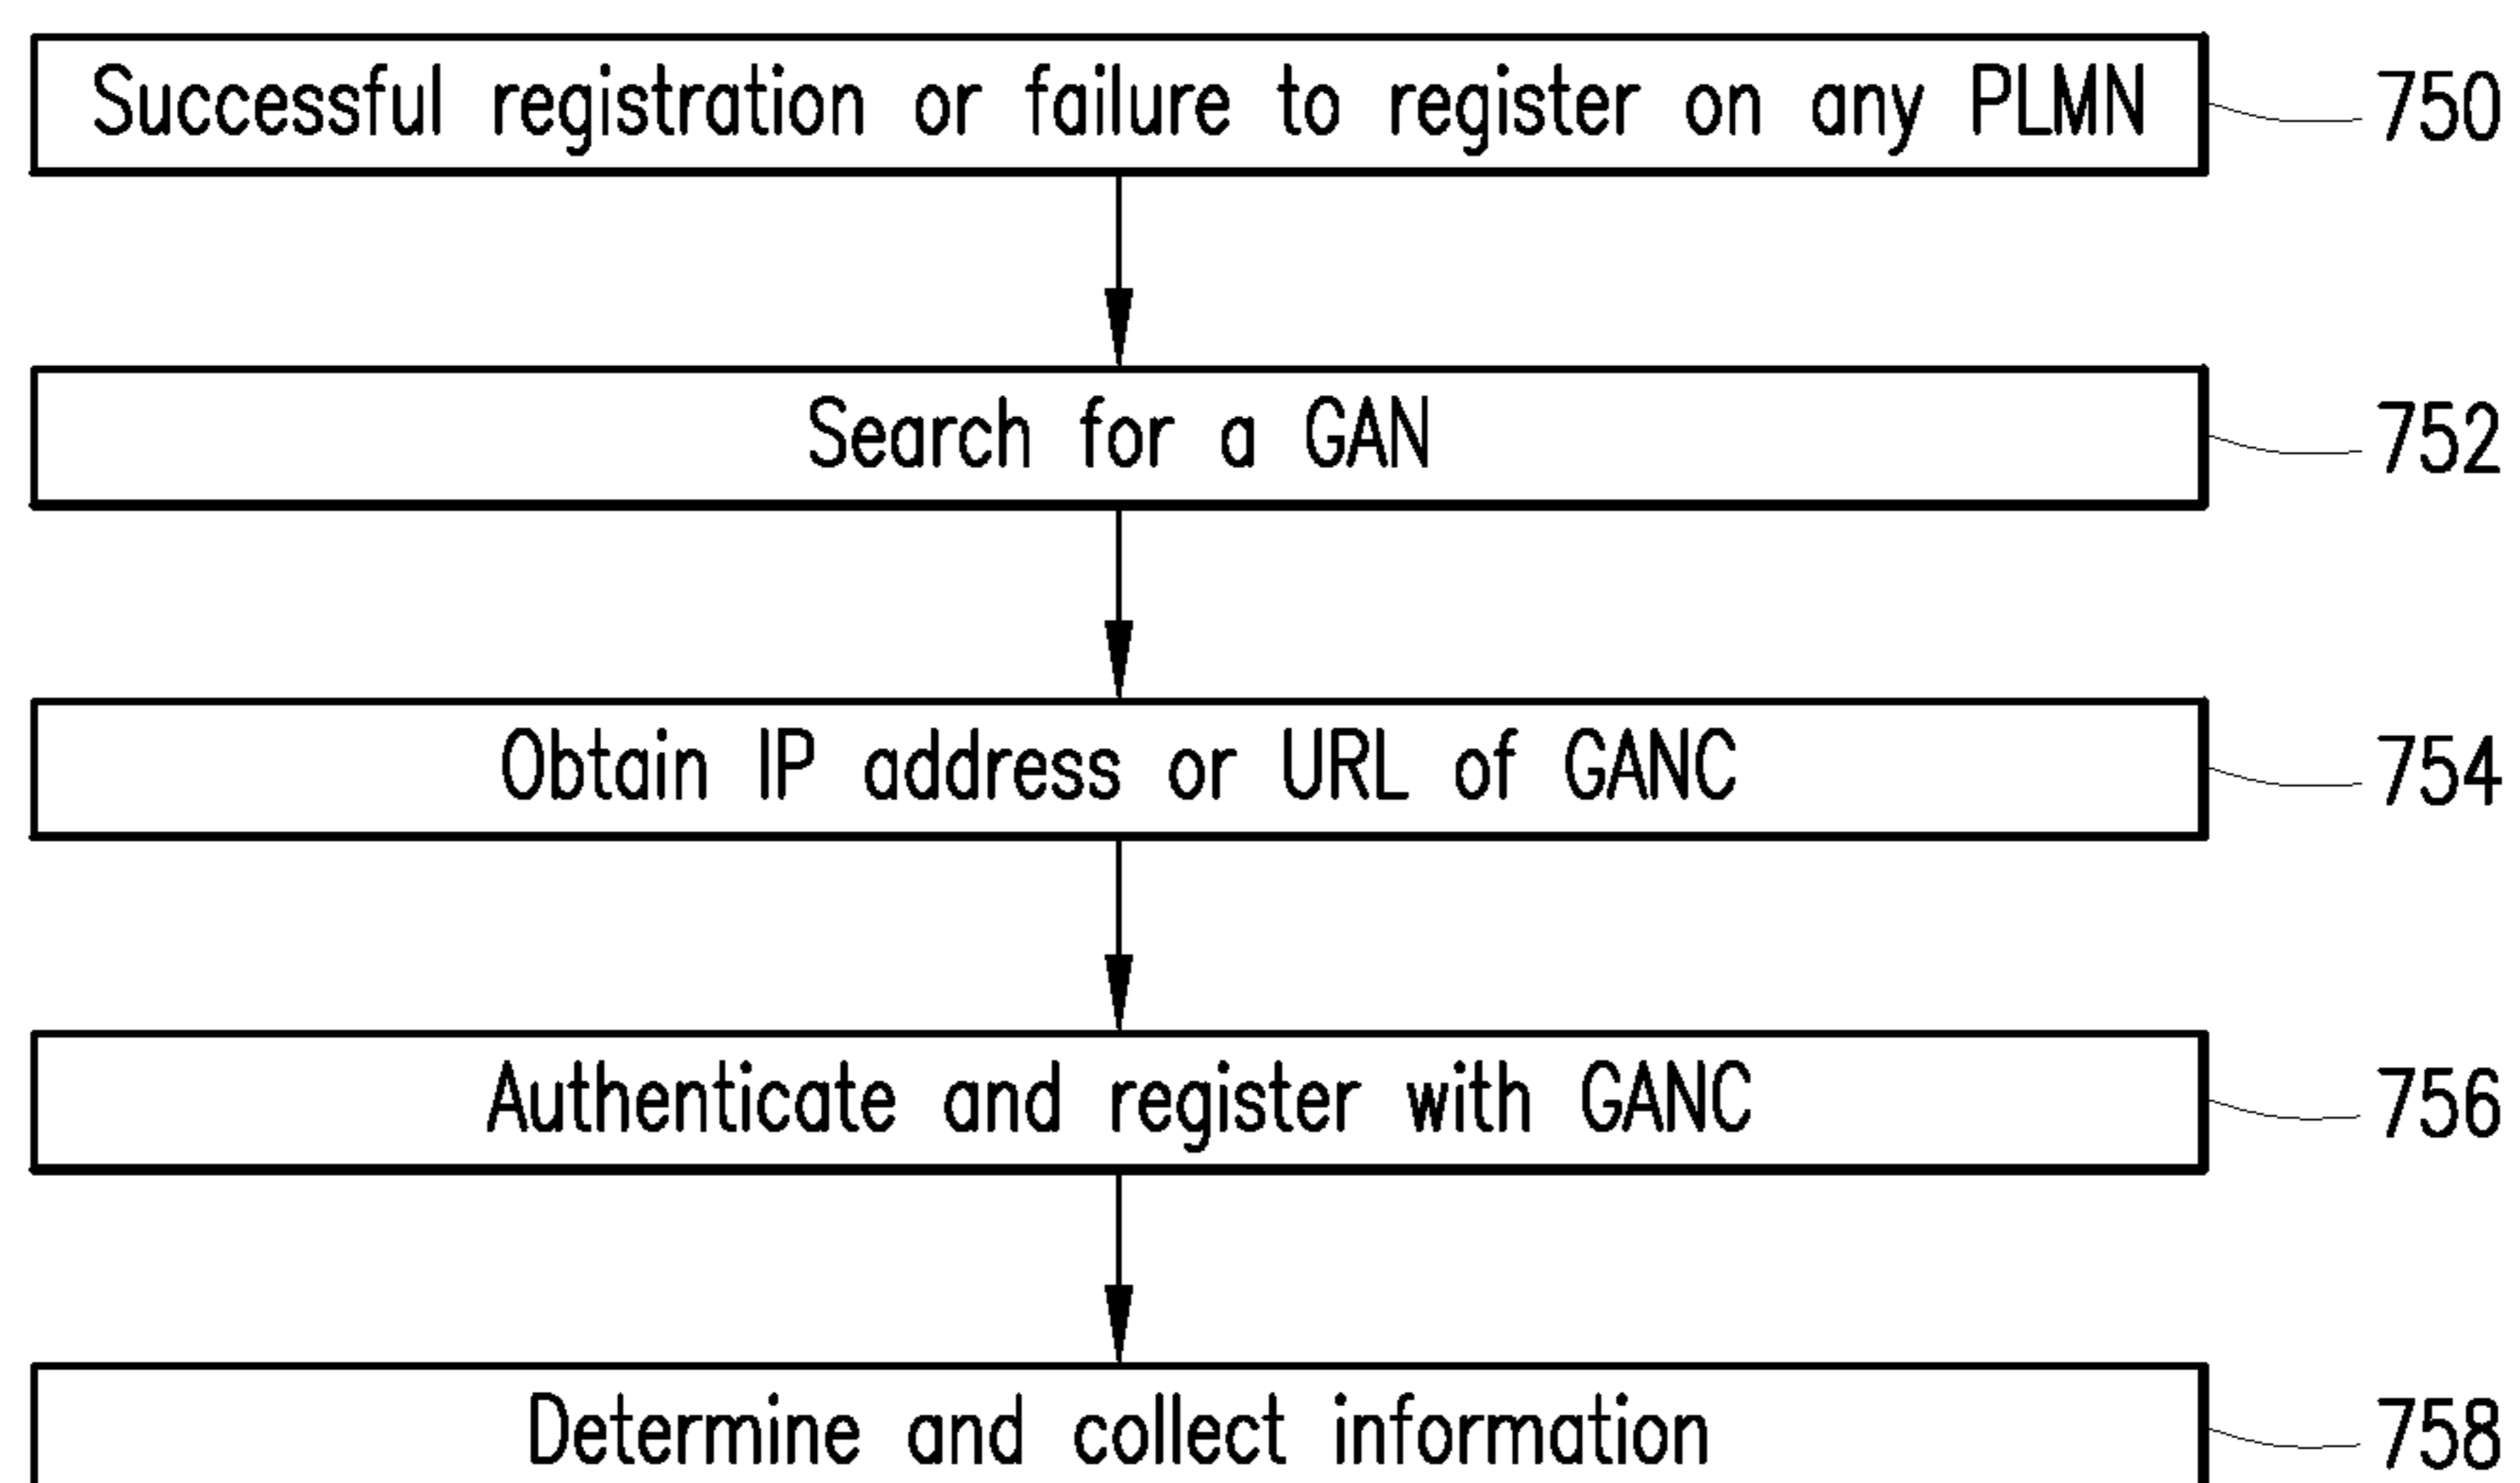 Successful registration or failure to register on any PLMN 750
Search for a GAN 752
Obtain IP address or URL of GANC 754
Authenticate and register with GANC 756
Determine and collect information 758